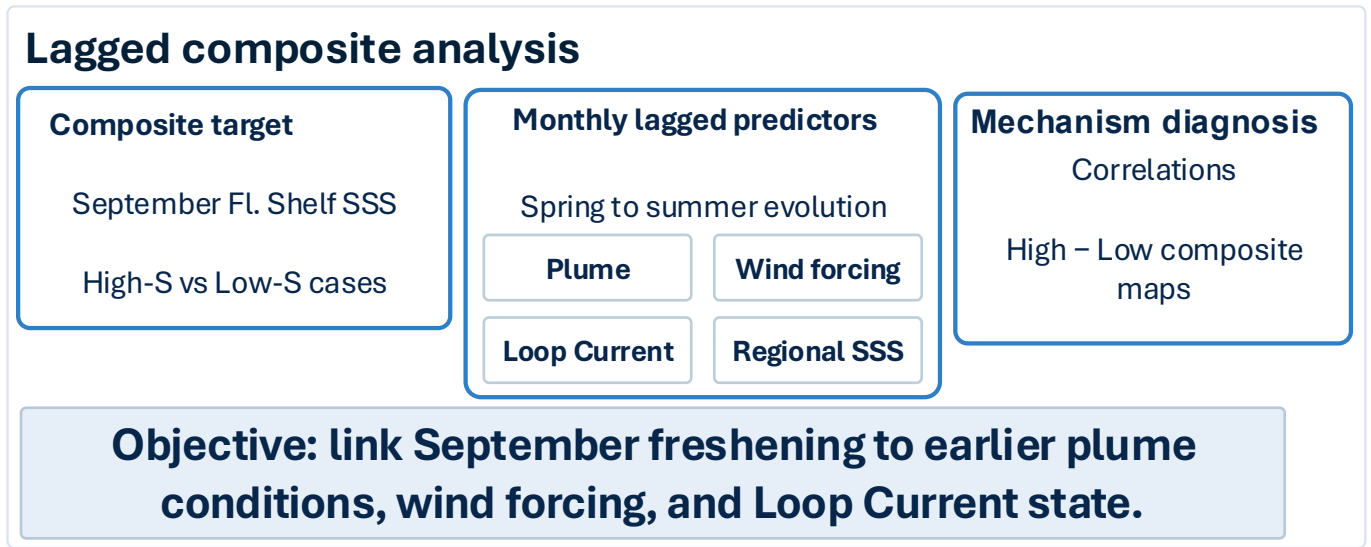 Lagged composite analysis
Composite target
September Fl. Shelf SSS
High-S vs Low-S cases
Monthly lagged predictors
Spring to summer evolution
Plume
Wind forcing
Loop Current
Regional SSS
Mechanism diagnosis
Correlations
High – Low composite
maps
Objective: link September freshening to earlier plume
conditions, wind forcing, and Loop Current state.